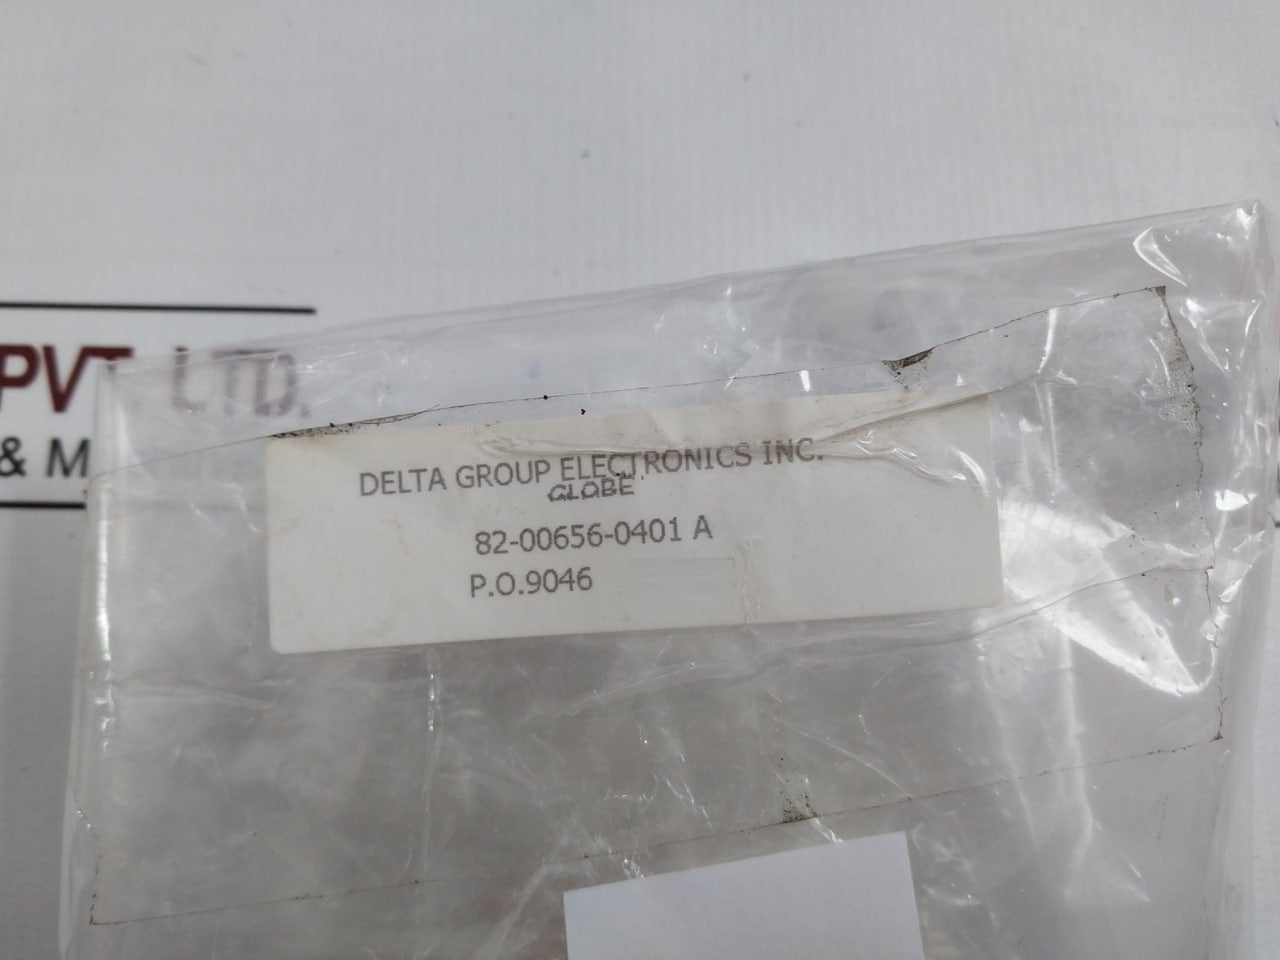 PVT. LTD.
& M
DELTA GROUP ELECTRONICS INC.
GLOBE
82-00656-0401 A
P.O.9046